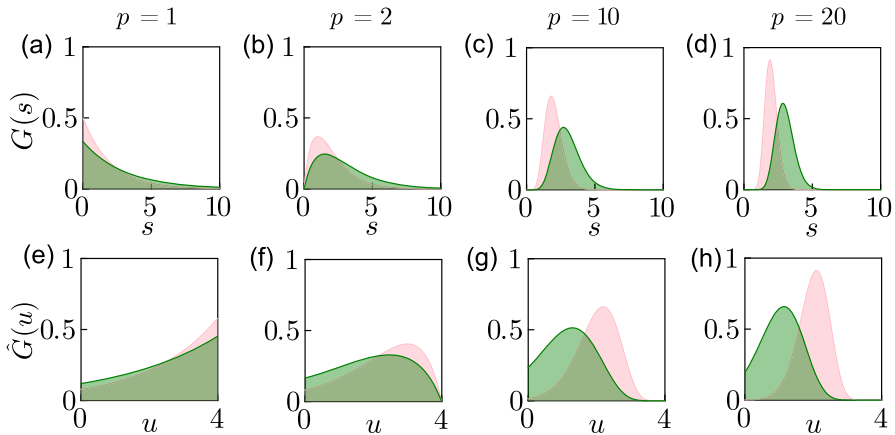 p = 1
p = 2
p = 10
p = 20
(a) 1 0.5 0 0 5 10 G(s) s
(b) 1 0.5 0 0 5 10 s
(c) 1 0.5 0 0 5 10 s
(d) 1 0.5 0 0 5 10 s
(e) 1 0.5 0 0 4 Ĝ(u) u
(f) 1 0.5 0 0 4 u
(g) 1 0.5 0 0 4 u
(h) 1 0.5 0 0 4 u